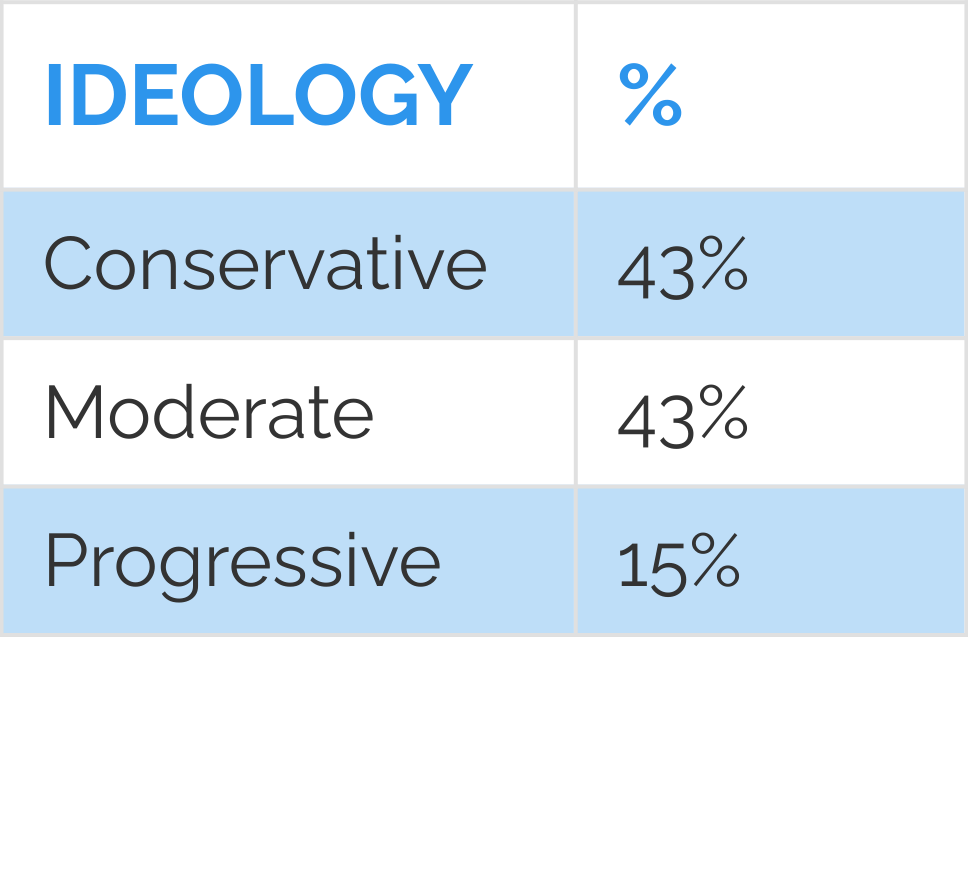 IDEOLOGY %
Conservative 43%
Moderate 43%
Progressive 15%